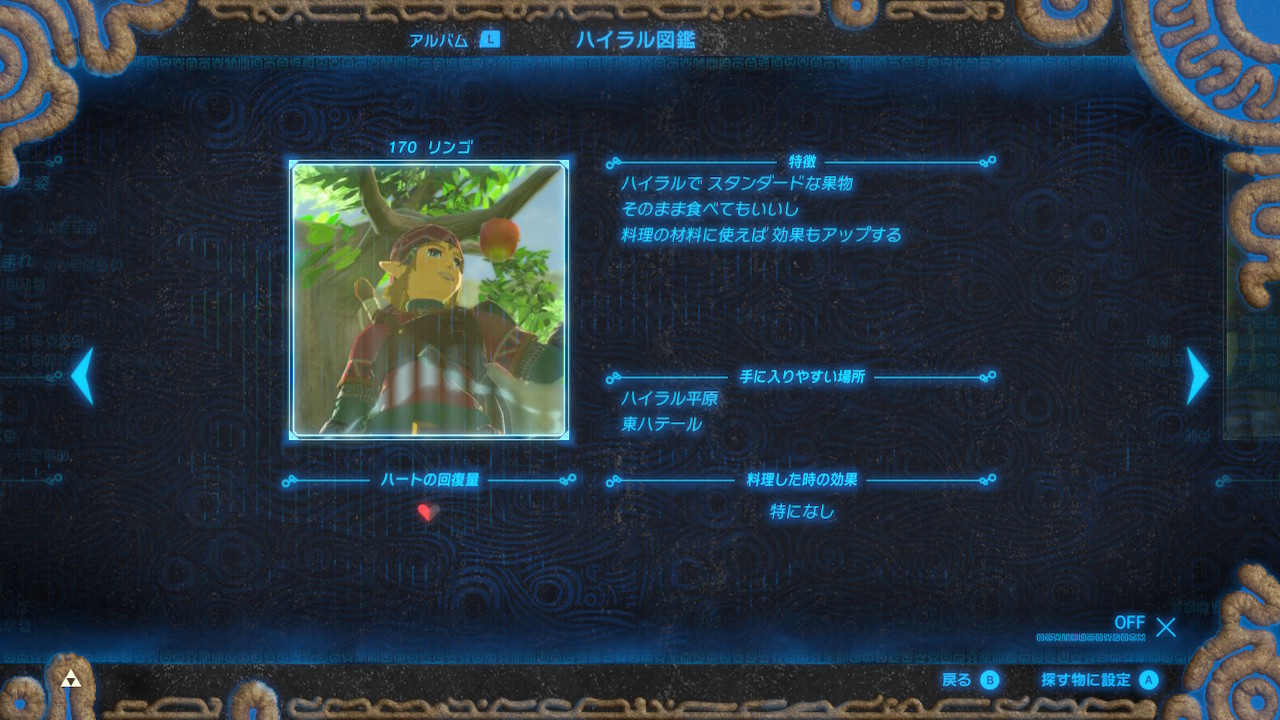 アルバム L
ハイラル図鑑
170 リンゴ
特徴
ハイラルで スタンダードな果物
そのまま食べてもいいし
料理の材料に使えば 効果もアップする
手に入りやすい場所
ハイラル平原
東ハテール
ハートの回復量
料理した時の効果
特になし
OFF
戻る B
探す物に設定 A